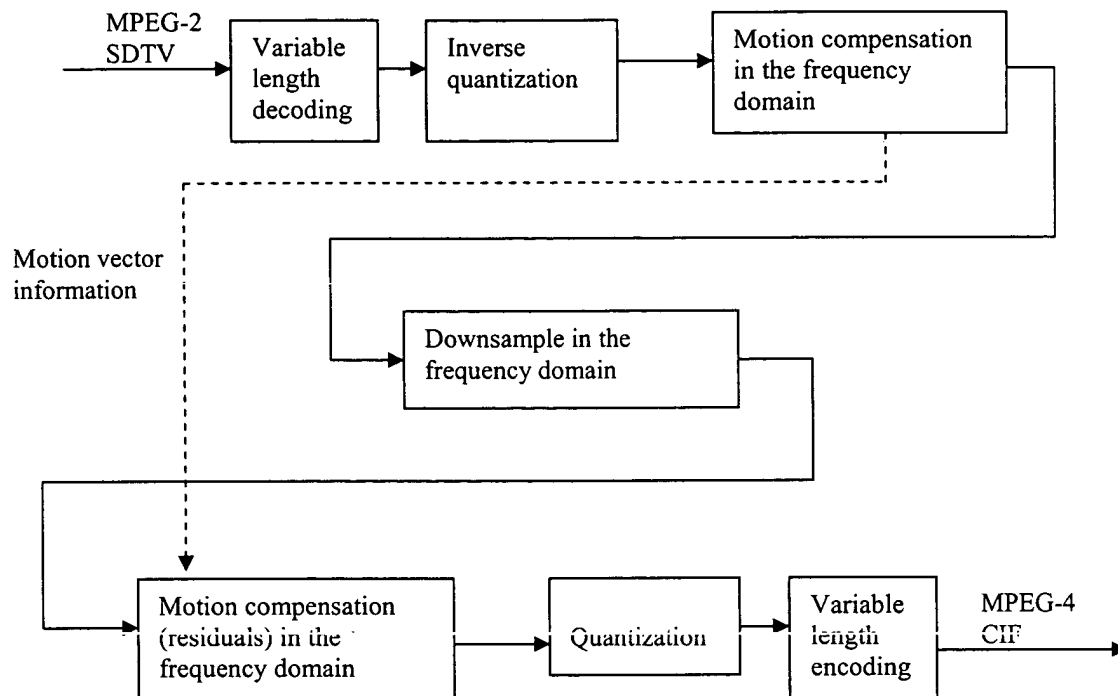 MPEG-2
SDTV
Variable
length
decoding
Inverse
quantization
Motion compensation
in the frequency
domain
Motion vector
information
Downsample in the
frequency domain
Motion compensation
(residuals) in the
frequency domain
Quantization
Variable
length
encoding
MPEG-4
CIF